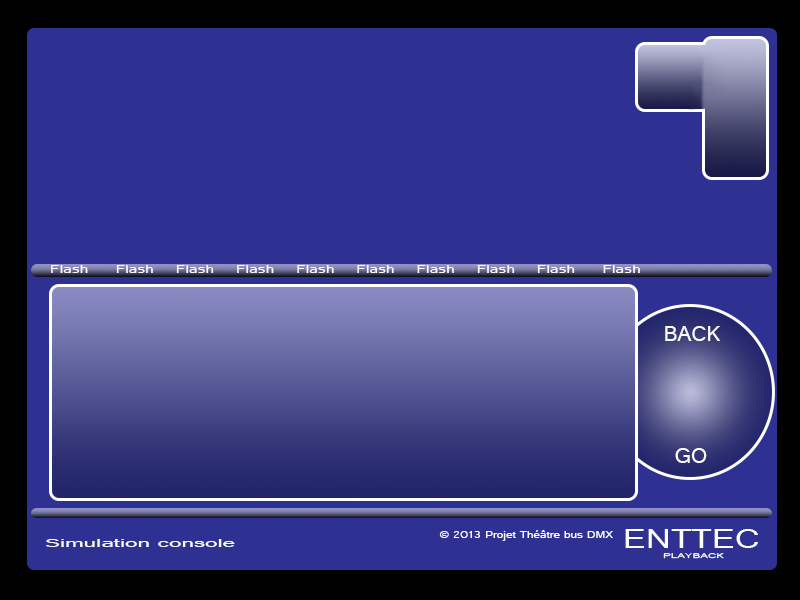 Flash Flash Flash Flash Flash Flash Flash Flash Flash Flash
BACK
GO
Simulation console
© 2013 Projet Théâtre bus DMX
ENTTEC
PLAYBACK